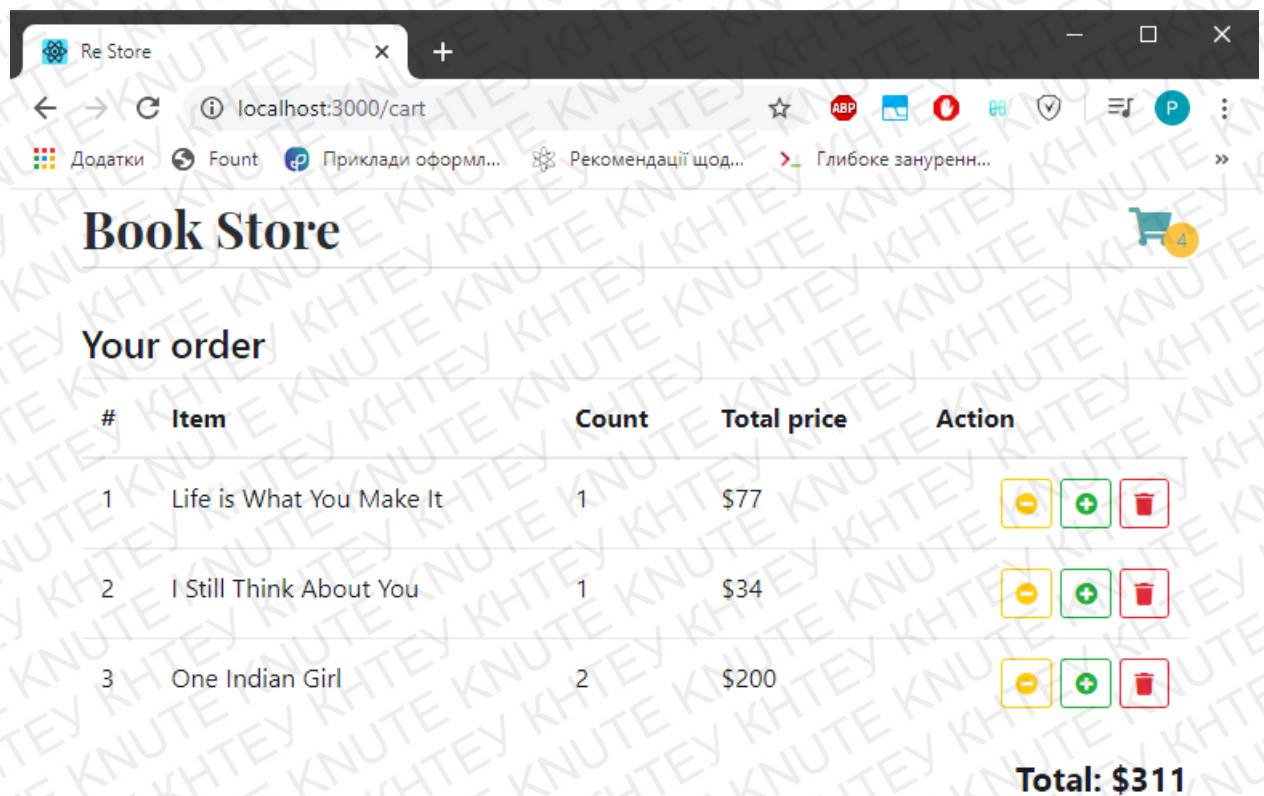 Re Store
localhost:3000/cart
ABP
P
Додатки Fount Приклади оформл... Рекомендації щод... Глибоке зануренн...
Book Store
4
Your order
# Item Count Total price Action
1 Life is What You Make It 1 $77
2 I Still Think About You 1 $34
3 One Indian Girl 2 $200
Total: $311